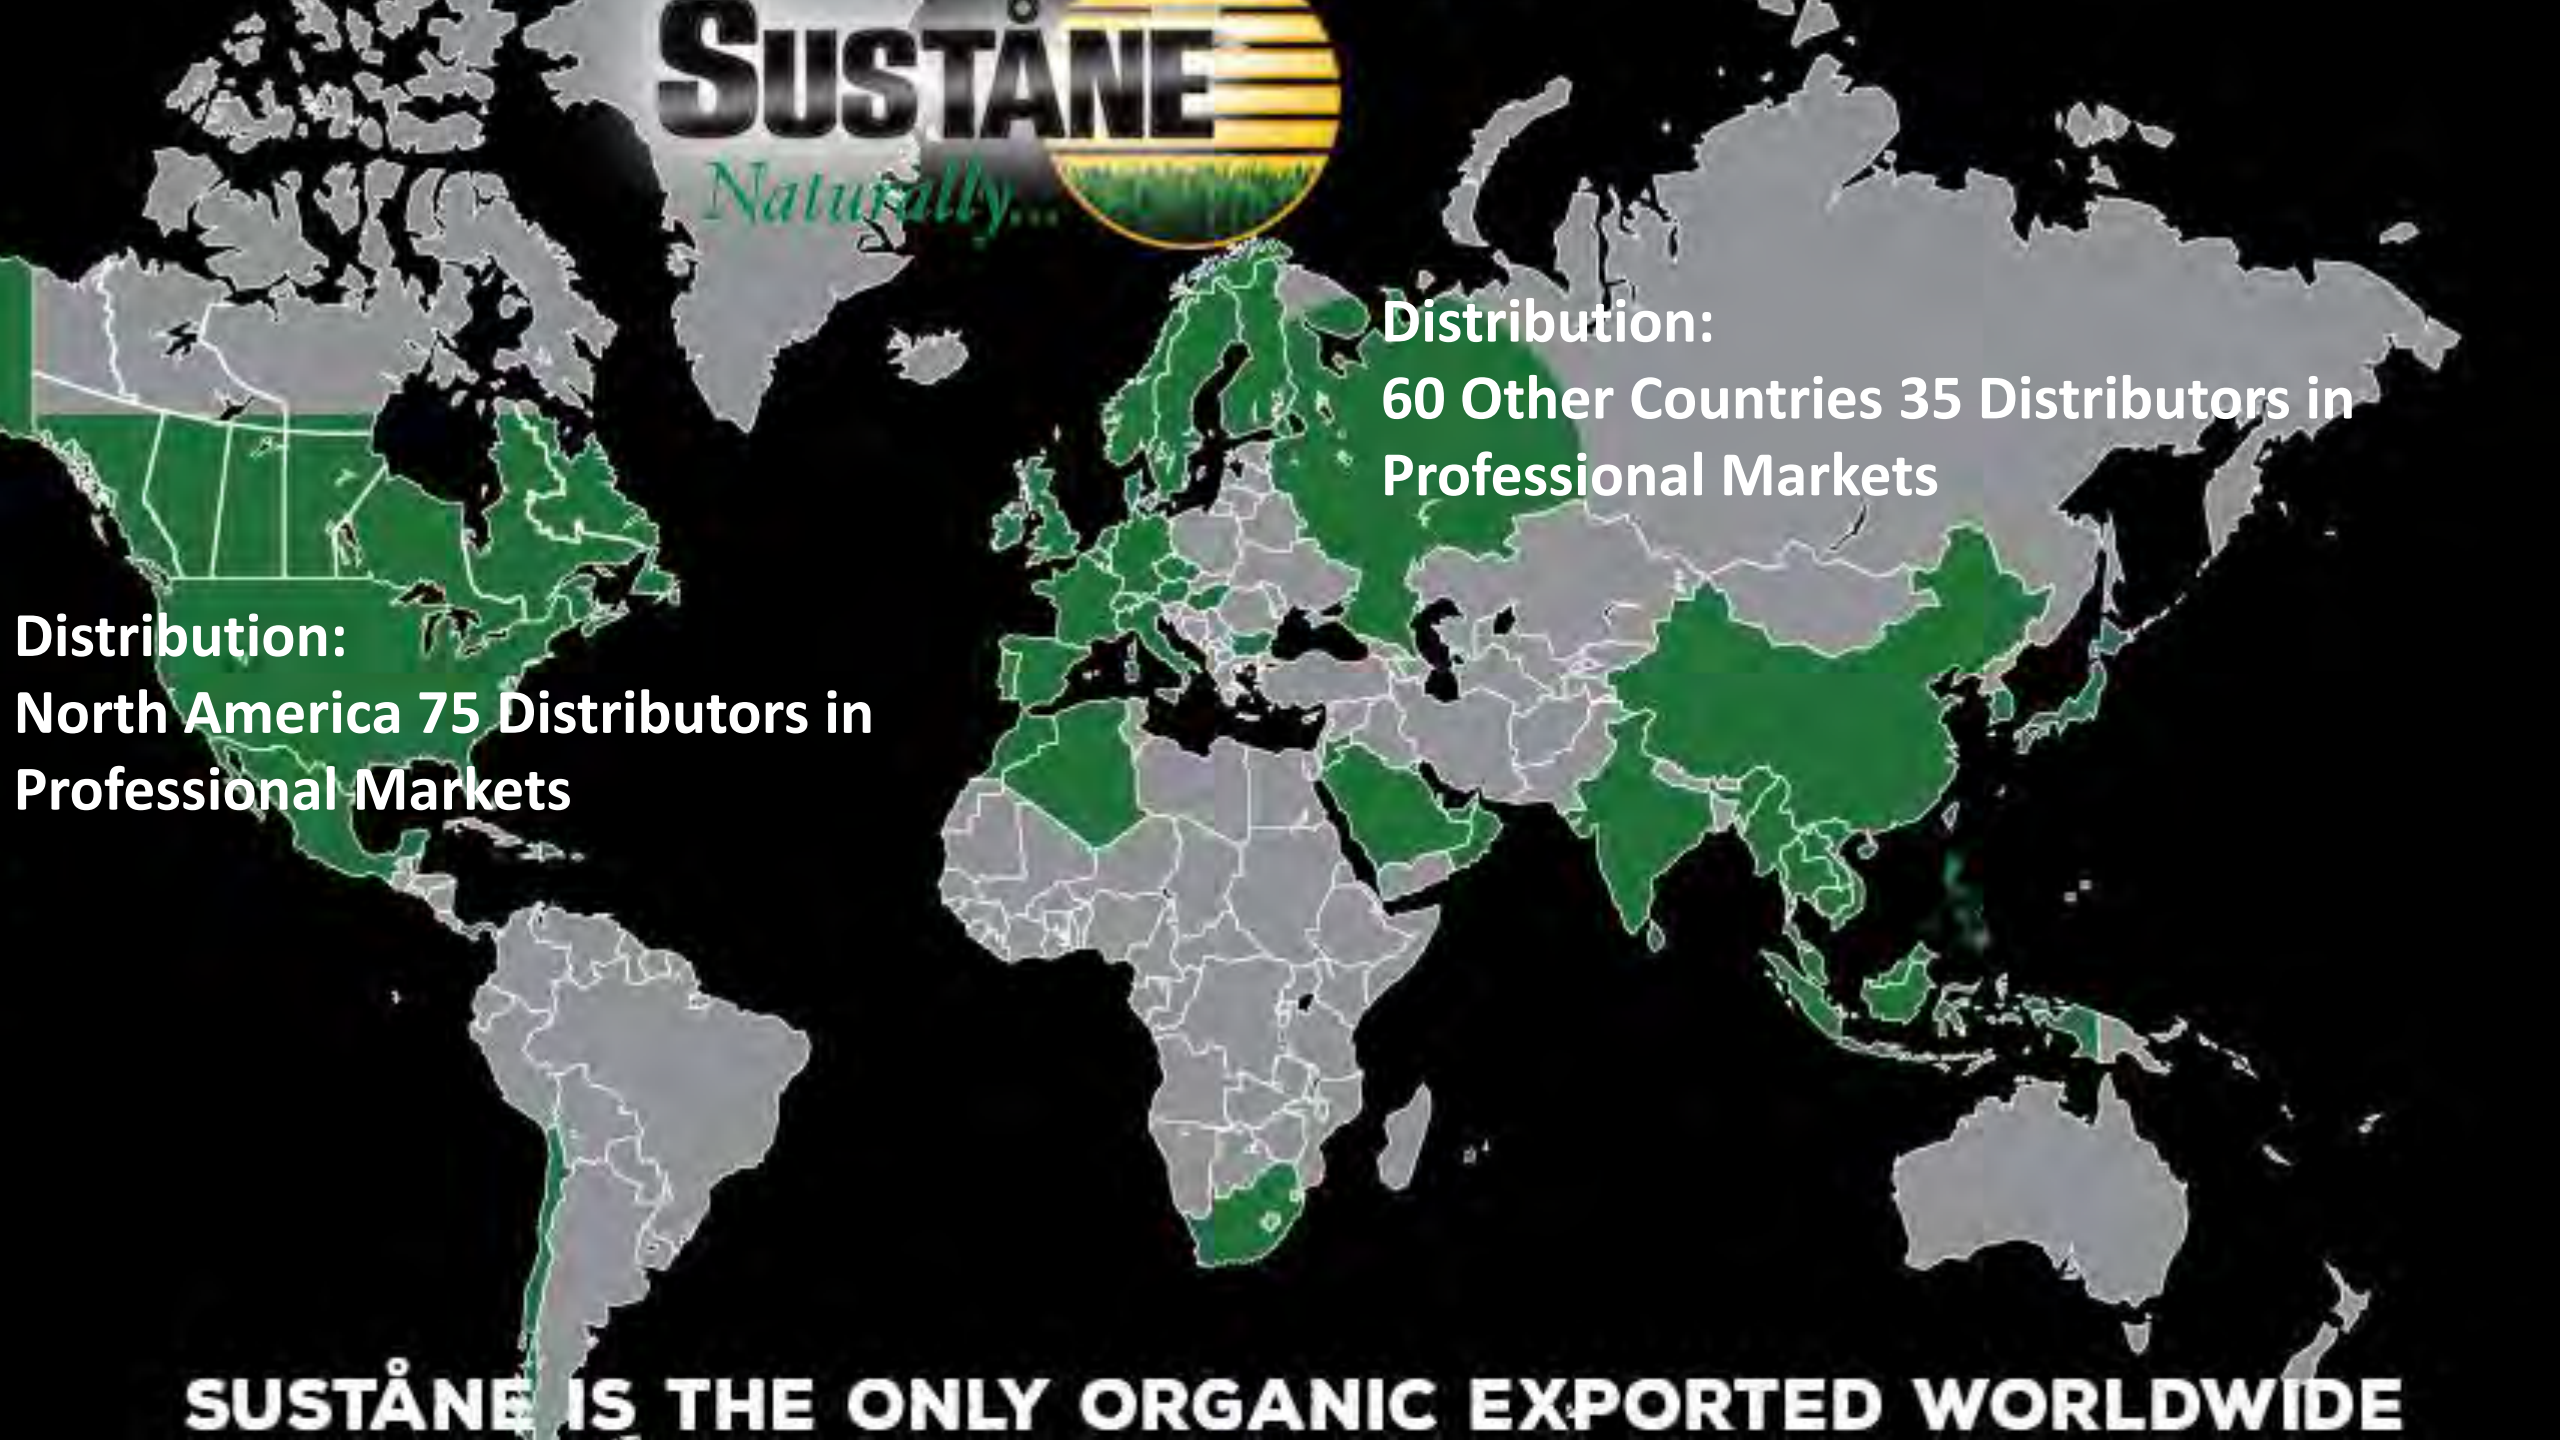 SUSTÅNE
Naturally...
Distribution:
60 Other Countries 35 Distributors in
Professional Markets
Distribution:
North America 75 Distributors in
Professional Markets
SUSTÅNE IS THE ONLY ORGANIC EXPORTED WORLDWIDE